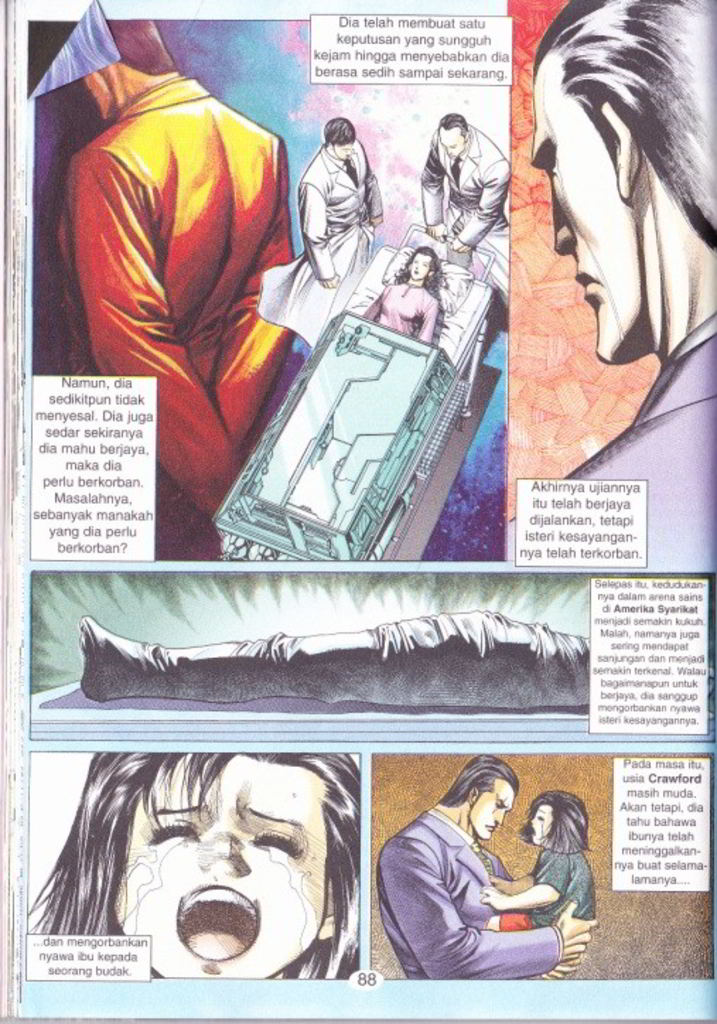 Dia telah membuat satu
keputusan yang sungguh
kejam hingga menyebabkan dia
berasa sedih sampai sekarang.
Namun, dia
sedikitpun tidak
menyesal. Dia juga
sedar sekiranya
dia mahu berjaya,
maka dia
perlu berkorban.
Masalahnya,
sebanyak manakah
yang dia perlu
berkorban?
Akhirnya ujiannya
itu telah berjaya
dijalankan, tetapi
isteri kesayangan-
nya telah terkorban.
Selepas itu, kedudukan-
nya dalam arena sains
di Amerika Syarikat
menjadi semakin kukuh.
Malah, namanya juga
sering mendapat
sanjungan dan menjadi
semakin terkenal. Walau
bagaimanapun untuk
berjaya, dia sanggup
mengorbankan nyawa
isteri kesayangannya.
Pada masa itu,
usia Crawford
masih muda.
Akan tetapi, dia
tahu bahawa
ibunya telah
meninggalkan-
nya buat selama-
lamanya....
...dan mengorbankan
nyawa ibu kepada
seorang budak.
88